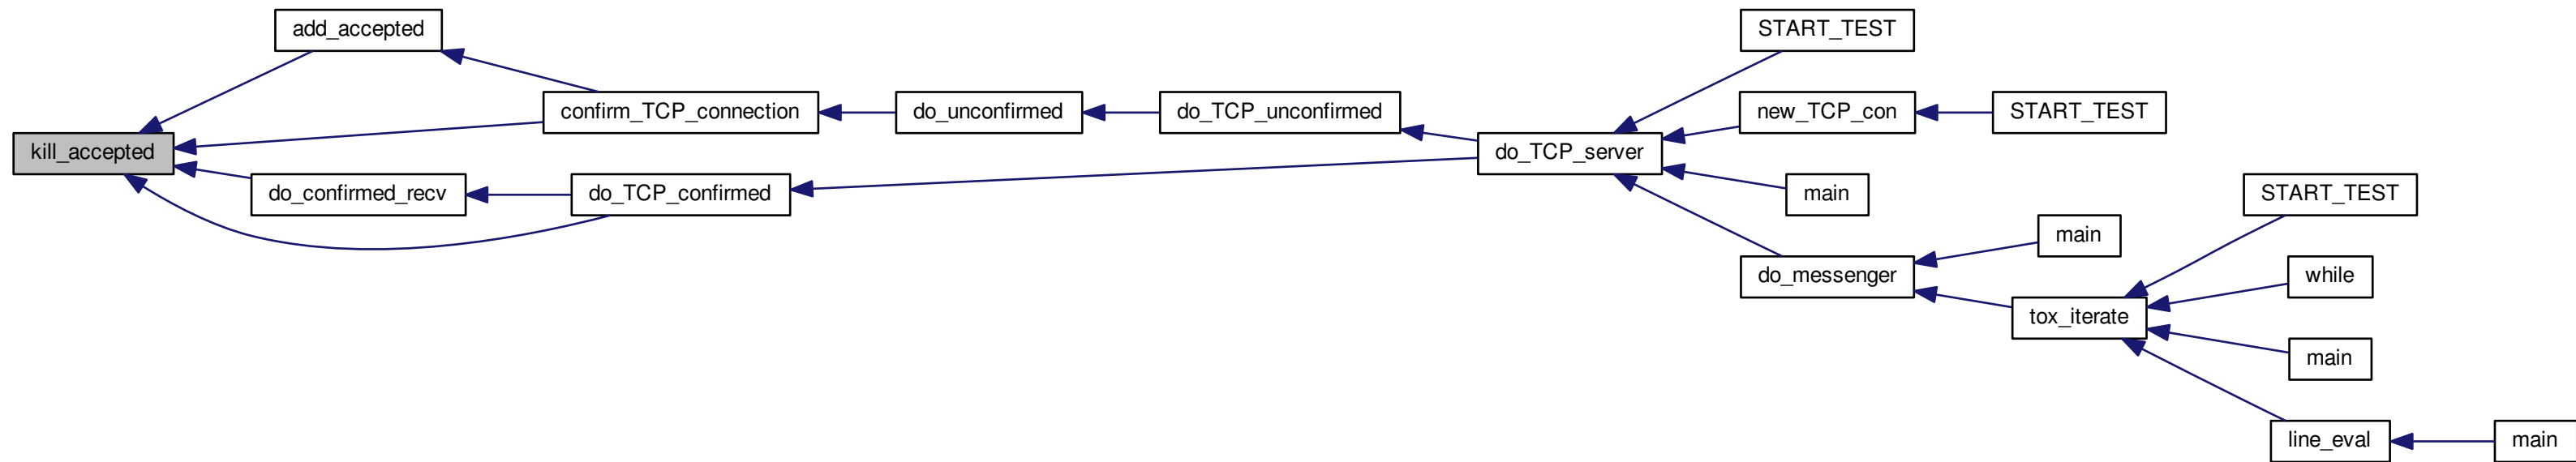 add_accepted
START_TEST
confirm_TCP_connection
do_unconfirmed
do_TCP_unconfirmed
new_TCP_con
START_TEST
kill_accepted
do_TCP_server
do_confirmed_recv
do_TCP_confirmed
main
START_TEST
main
do_messenger
while
tox_iterate
main
line_eval
main